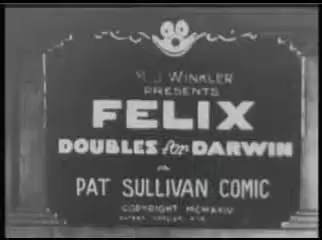 M. J. WINKLER
PRESENTS
FELIX
DOUBLES for DARWIN
A
PAT SULLIVAN COMIC
COPYRIGHT MCMXXIV